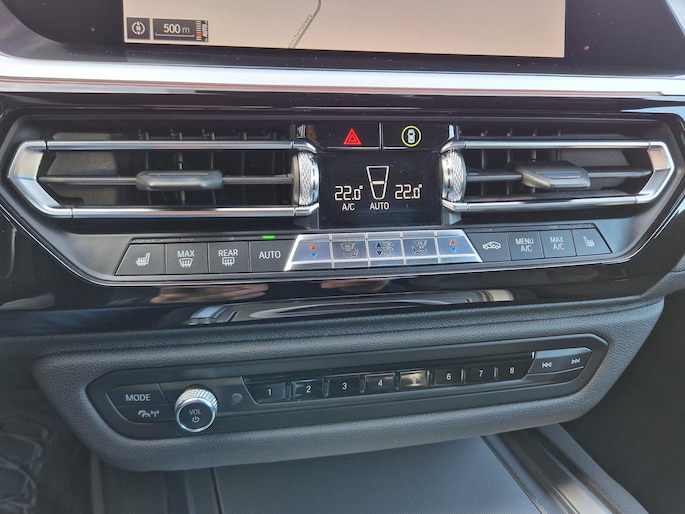 500 m
AUTO
22.0° 22.0°
A/C AUTO
MAX REAR AUTO
MENU A/C MAX A/C
MODE
VOL
1 2 3 4 5 6 7 8